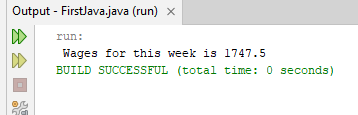 Output - FirstJava.java (run) ×
run:
Wages for this week is 1747.5
BUILD SUCCESSFUL (total time: 0 seconds)